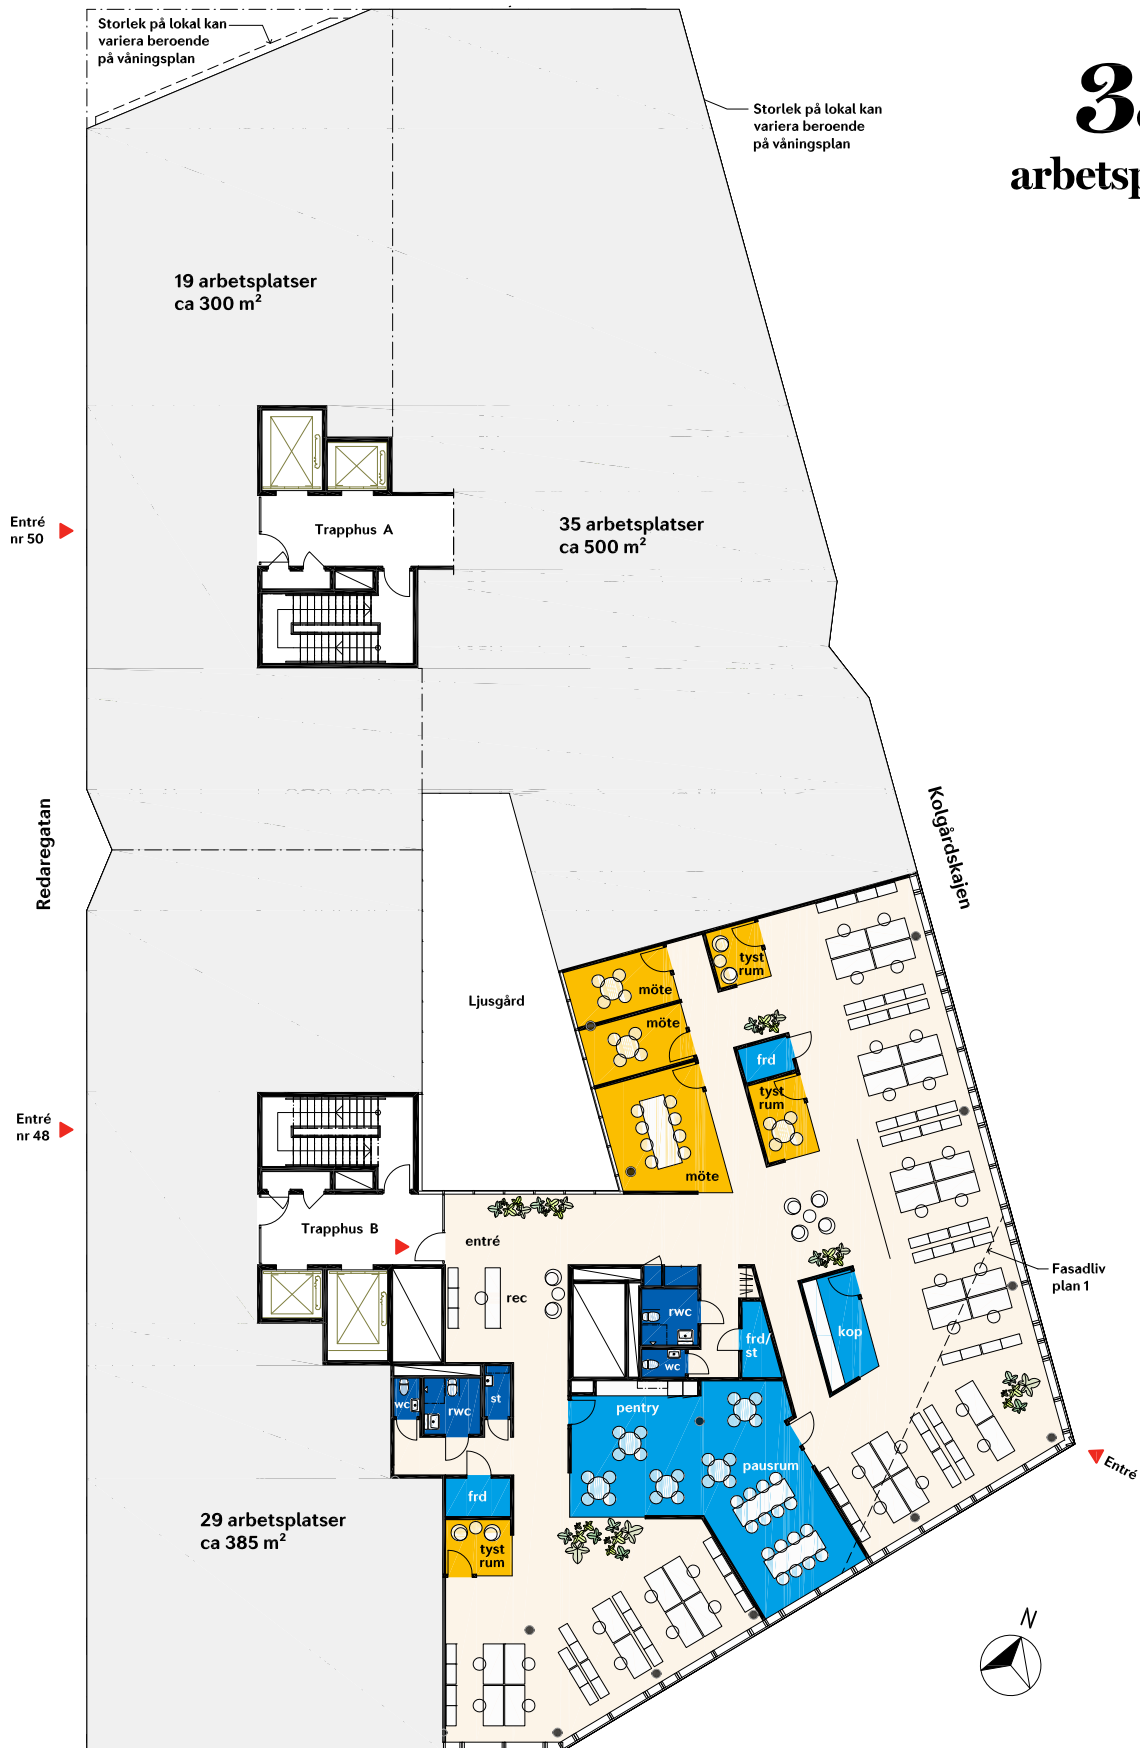 Storlek på lokal kan
variera beroende
på våningsplan
Storlek på lokal kan
variera beroende
på våningsplan
3
arbetsp
19 arbetsplatser
ca 300 m²
Entré
nr 50
Trapphus A
35 arbetsplatser
ca 500 m²
Redaregatan
Kolgårdskajen
Ljusgård
möte
möte
möte
tyst
rum
frd
tyst
rum
Entré
nr 48
Trapphus B
entré
rec
rwc
wc
frd/
st
kop
Fasadliv
plan 1
wc
rwc
st
pentry
pausrum
frd
tyst
rum
Entré
29 arbetsplatser
ca 385 m²
N